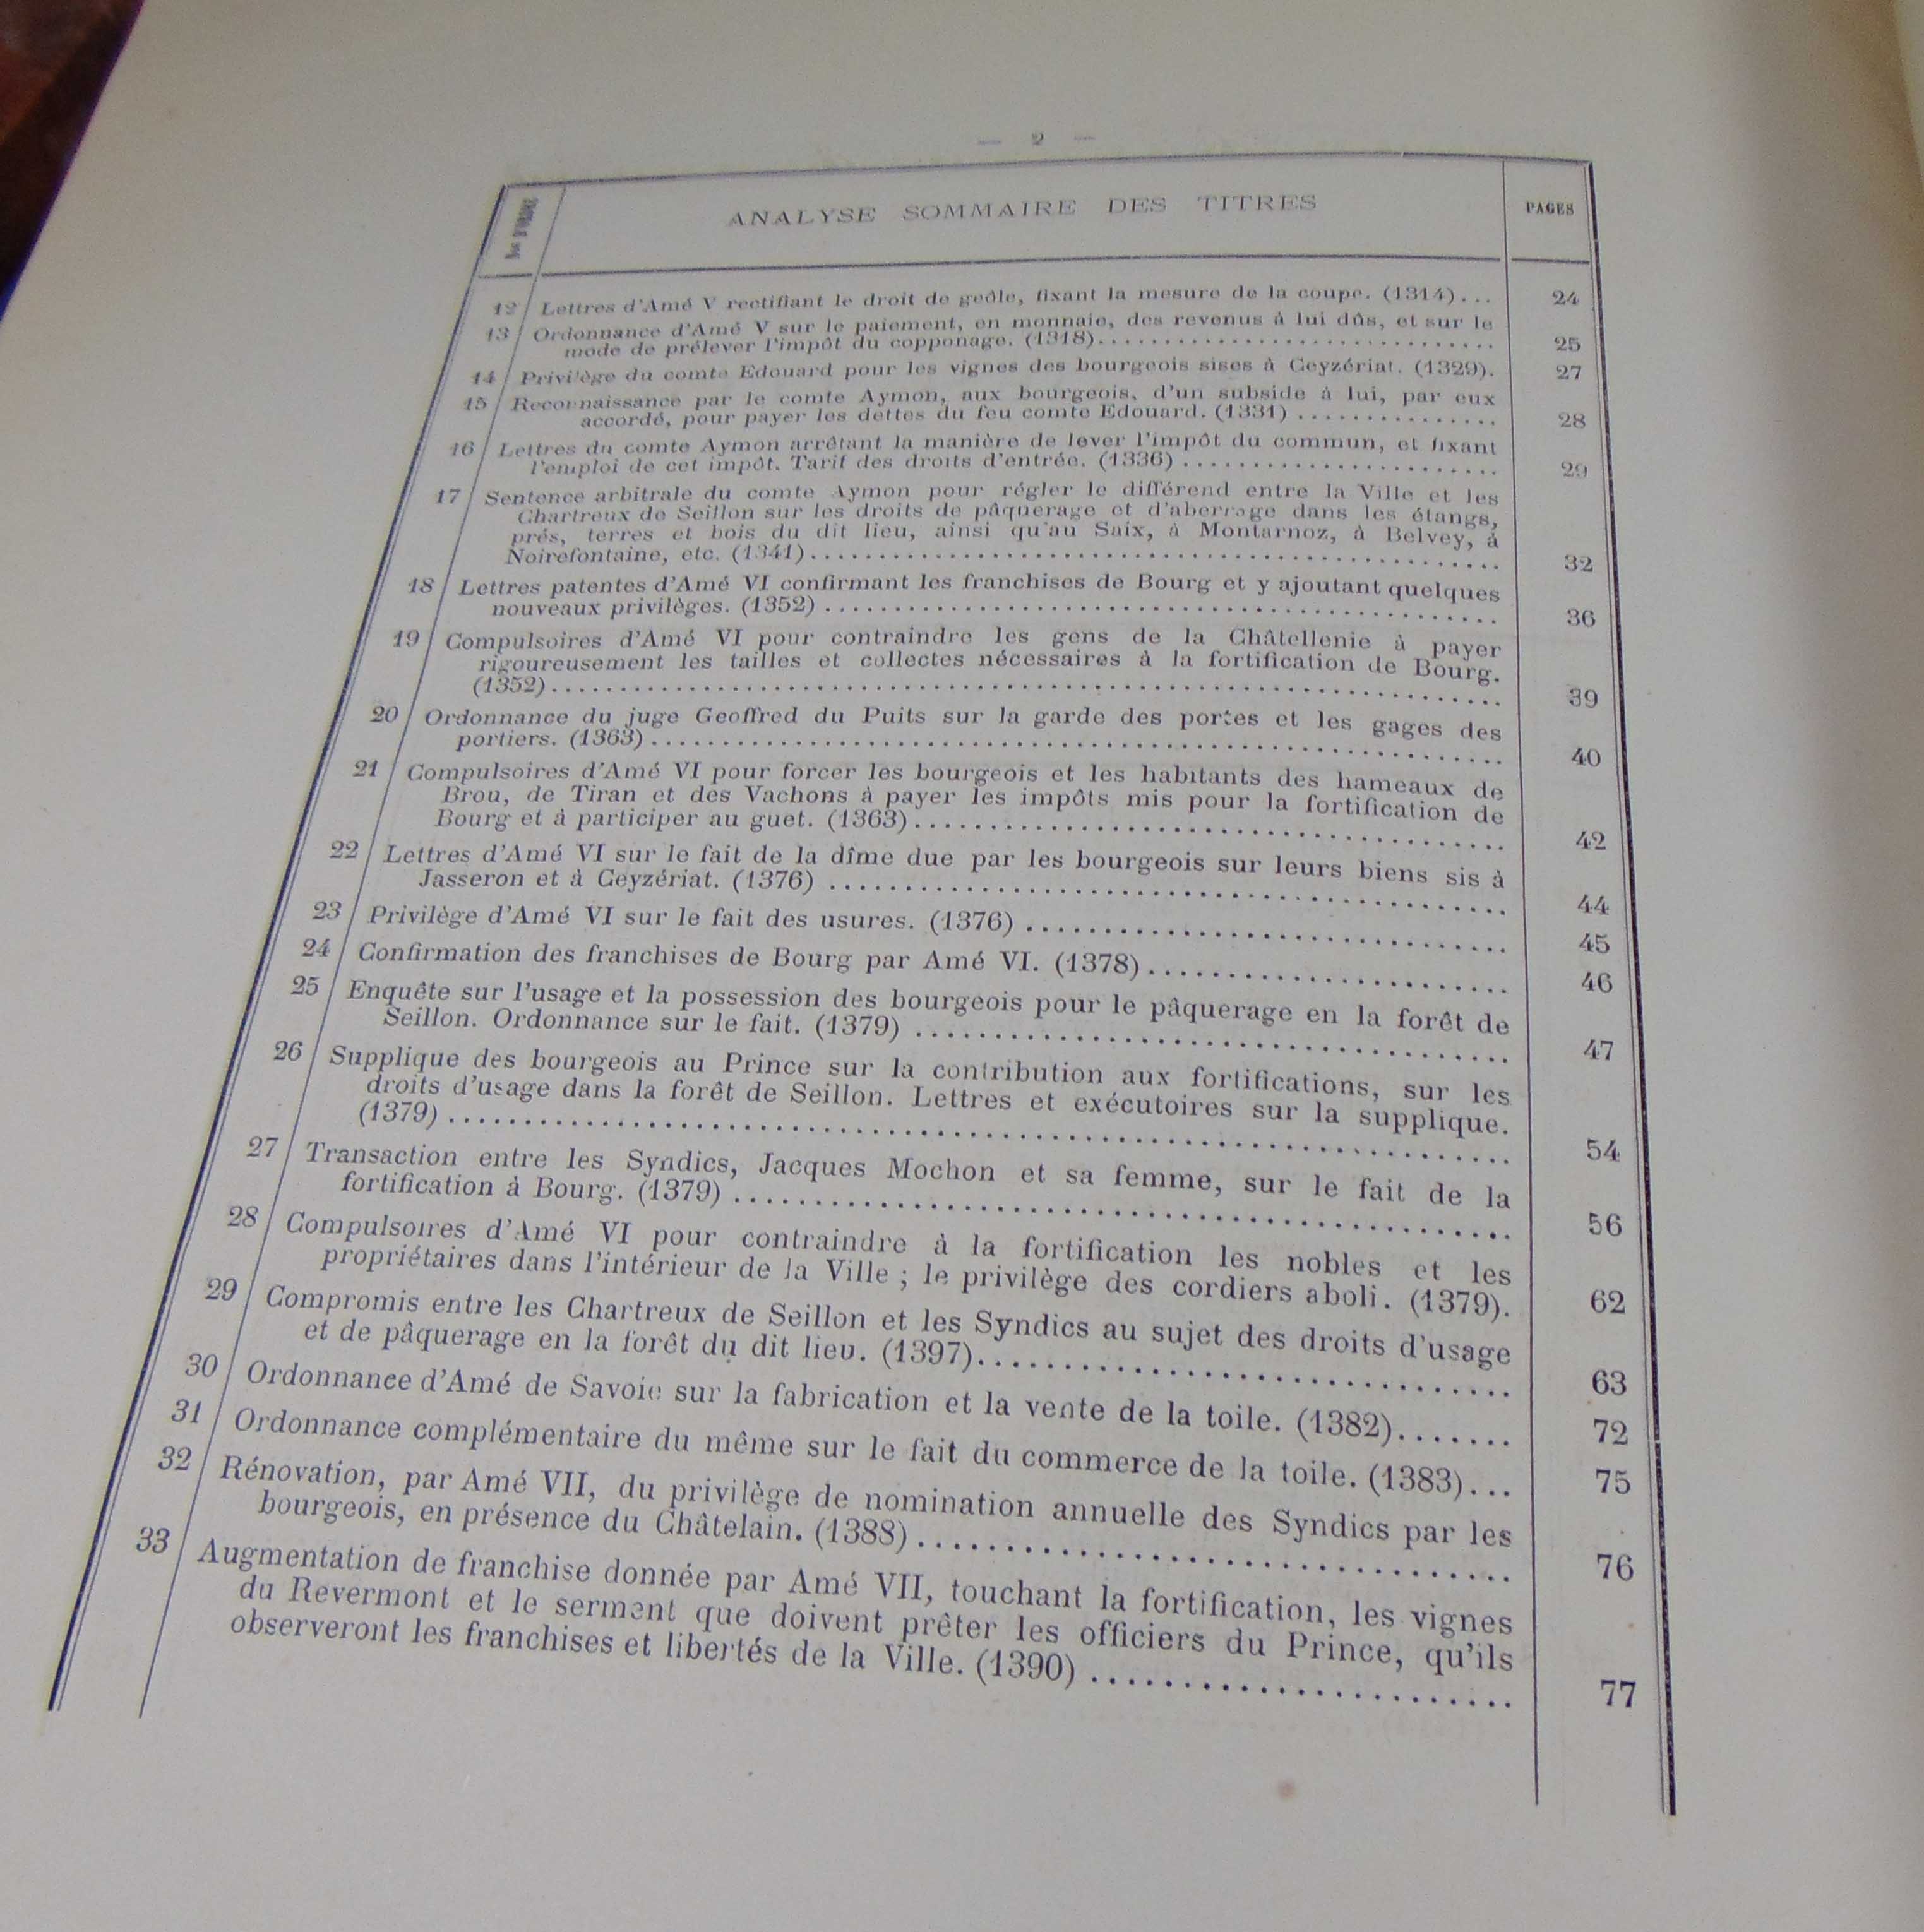 — 2 —
Nos D'ORDRE
ANALYSE SOMMAIRE DES TITRES
PAGES
12 Lettres d'Amé V rectifiant le droit de geôle, fixant la mesure de la coupe. (1314)... 24
13 Ordonnance d'Amé V sur le paiement, en monnaie, des revenus à lui dûs, et sur le
mode de prélever l'impôt du copponage. (1318)........ 25
14 Privilège du comte Edouard pour les vignes des bourgeois sises à Ceyzériat. (1329). 27
15 Reconnaissance par le comte Aymon, aux bourgeois, d'un subside à lui, par eux
accordé, pour payer les dettes du feu comte Edouard. (1331) ........ 28
16 Lettres du comte Aymon arrêtant la manière de lever l'impôt du commun, et fixant
l'emploi de cet impôt. Tarif des droits d'entrée. (1336) ........ 29
17 Sentence arbitrale du comte Aymon pour régler le différend entre la Ville et les
Chartreux de Seillon sur les droits de pâquerage et d'aberrage dans les étangs,
prés, terres et bois du dit lieu, ainsi qu'au Saix, à Montarnoz, à Belvey, à
Noirefontaine, etc. (1341)........ 32
18 Lettres patentes d'Amé VI confirmant les franchises de Bourg et y ajoutant quelques
nouveaux privilèges. (1352) ........ 36
19 Compulsoires d'Amé VI pour contraindre les gens de la Châtellenie à payer
rigoureusement les tailles et collectes nécessaires à la fortification de Bourg.
(1352)........ 39
20 Ordonnance du juge Geoffred du Puits sur la garde des portes et les gages des
portiers. (1363)........ 40
21 Compulsoires d'Amé VI pour forcer les bourgeois et les habitants des hameaux de
Brou, de Tiran et des Vachons à payer les impôts mis pour la fortification de
Bourg et à participer au guet. (1363)........ 42
22 Lettres d'Amé VI sur le fait de la dîme due par les bourgeois sur leurs biens sis à
Jasseron et à Ceyzériat. (1376) ........ 44
23 Privilège d'Amé VI sur le fait des usures. (1376) ........ 45
24 Confirmation des franchises de Bourg par Amé VI. (1378)........ 46
25 Enquête sur l'usage et la possession des bourgeois pour le pâquerage en la forêt de
Seillon. Ordonnance sur le fait. (1379) ........ 47
26 Supplique des bourgeois au Prince sur la contribution aux fortifications, sur les
droits d'usage dans la forêt de Seillon. Lettres et exécutoires sur la supplique.
(1379) ........ 54
27 Transaction entre les Syndics, Jacques Mochon et sa femme, sur le fait de la
fortification à Bourg. (1379) ........ 56
28 Compulsoires d'Amé VI pour contraindre à la fortification les nobles et les
propriétaires dans l'intérieur de la Ville ; le privilège des cordiers aboli. (1379). 62
29 Compromis entre les Chartreux de Seillon et les Syndics au sujet des droits d'usage
et de pâquerage en la forêt du dit lieu. (1397)........ 63
30 Ordonnance d'Amé de Savoie sur la fabrication et la vente de la toile. (1382)....... 72
31 Ordonnance complémentaire du même sur le fait du commerce de la toile. (1383)... 75
32 Rénovation, par Amé VII, du privilège de nomination annuelle des Syndics par les
bourgeois, en présence du Châtelain. (1388) ........ 76
33 Augmentation de franchise donnée par Amé VII, touchant la fortification, les vignes
du Revermont et le serment que doivent prêter les officiers du Prince, qu'ils
observeront les franchises et libertés de la Ville. (1390) ........ 77